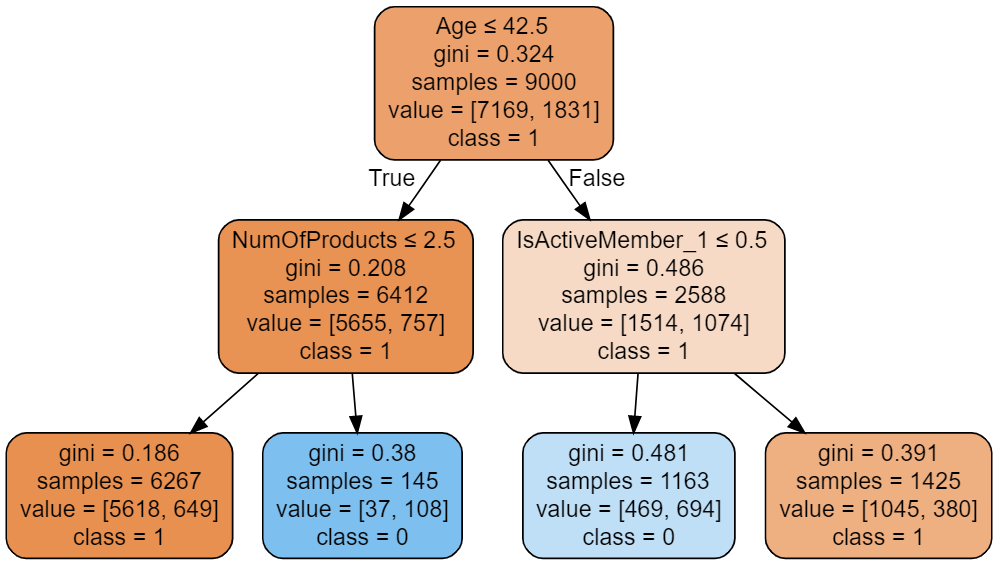 Age ≤ 42.5
gini = 0.324
samples = 9000
value = [7169, 1831]
class = 1
True
False
NumOfProducts ≤ 2.5
gini = 0.208
samples = 6412
value = [5655, 757]
class = 1
IsActiveMember_1 ≤ 0.5
gini = 0.486
samples = 2588
value = [1514, 1074]
class = 1
gini = 0.186
samples = 6267
value = [5618, 649]
class = 1
gini = 0.38
samples = 145
value = [37, 108]
class = 0
gini = 0.481
samples = 1163
value = [469, 694]
class = 0
gini = 0.391
samples = 1425
value = [1045, 380]
class = 1